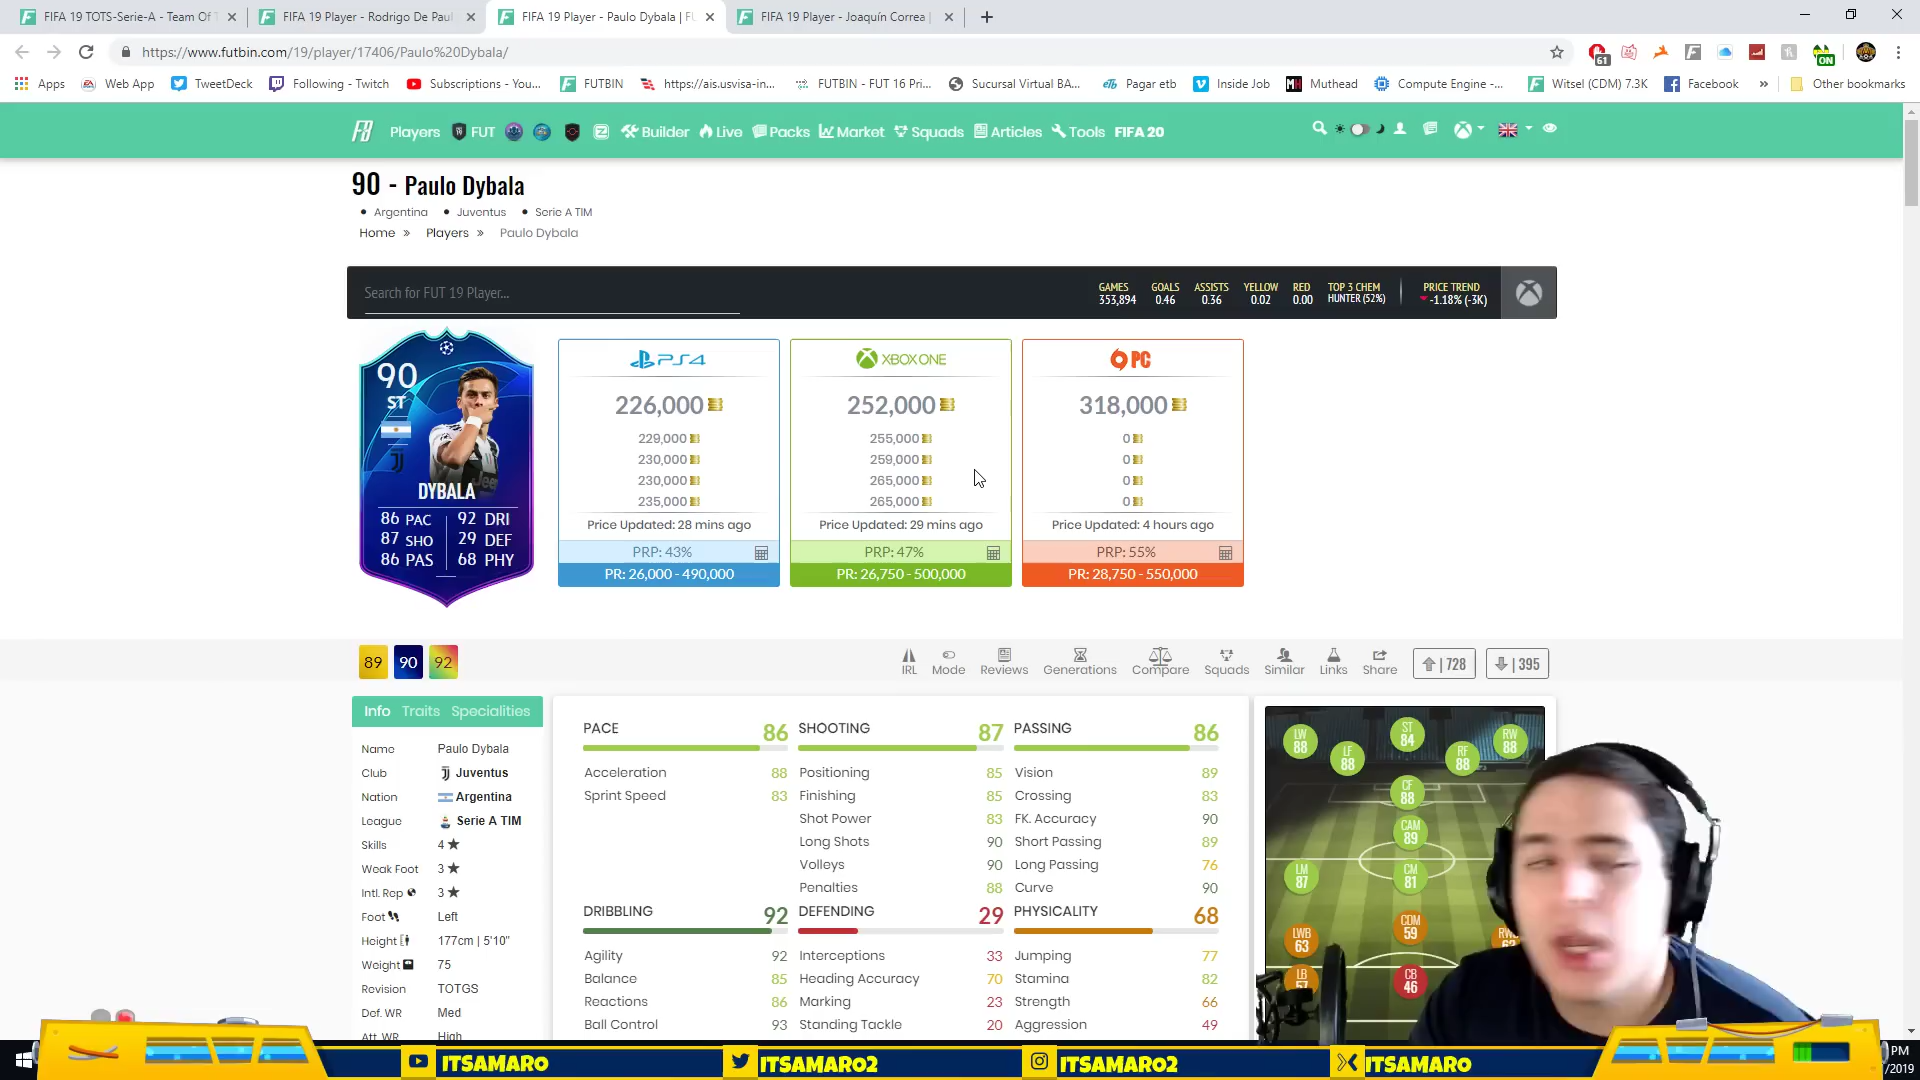 FIFA 19 TOTS-Serie-A - Team Of T
FIFA 19 Player - Rodrigo De Paul
FIFA 19 Player - Paulo Dybala | FU
FIFA 19 Player - Joaquín Correa |
https://www.futbin.com/19/player/17406/Paulo%20Dybala/
61
ON
Apps
Web App
TweetDeck
Following - Twitch
Subscriptions - You...
FUTBIN
https://ais.usvisa-in...
FUTBIN - FUT 16 Pri...
Sucursal Virtual BA...
Pagar etb
Inside Job
Muthead
Compute Engine -...
Witsel (CDM) 7.3K
Facebook
»
Other bookmarks
Players FUT Builder Live Packs Market Squads Articles Tools FIFA 20
90 - Paulo Dybala
Argentina • Juventus • Serie A TIM
Home » Players » Paulo Dybala
Search for FUT 19 Player...
GAMES GOALS ASSISTS YELLOW RED TOP 3 CHEM PRICE TREND
353,894 0.46 0.36 0.02 0.00 HUNTER (52%) -1.18% (-3K)
90
ST
DYBALA
86 PAC 92 DRI
87 SHO 29 DEF
86 PAS 68 PHY
PS4
226,000
229,000
230,000
230,000
235,000
Price Updated: 28 mins ago
PRP: 43%
PR: 26,000 - 490,000
XBOX ONE
252,000
255,000
259,000
265,000
265,000
Price Updated: 29 mins ago
PRP: 47%
PR: 26,750 - 500,000
PC
318,000
0
0
0
0
Price Updated: 4 hours ago
PRP: 55%
PR: 28,750 - 550,000
89 90 92
IRL Mode Reviews Generations Compare Squads Similar Links Share | 728 | 395
Info Traits Specialities
Name Paulo Dybala
Club Juventus
Nation Argentina
League Serie A TIM
Skills 4
Weak Foot 3
Intl. Rep 3
Foot Left
Height 177cm | 5'10"
Weight 75
Revision TOTGS
Def. WR Med
Att. WR High
PACE 86
Acceleration 88
Sprint Speed 83
SHOOTING 87
Positioning 85
Finishing 85
Shot Power 83
Long Shots 90
Volleys 90
Penalties 88
PASSING 86
Vision 89
Crossing 83
FK. Accuracy 90
Short Passing 89
Long Passing 76
Curve 90
DRIBBLING 92
Agility 92
Balance 85
Reactions 86
Ball Control 93
DEFENDING 29
Interceptions 33
Heading Accuracy 70
Marking 23
Standing Tackle 20
PHYSICALITY 68
Jumping 77
Stamina 82
Strength 66
Aggression 49
LW 88
LF 88
ST 84
RF 88
RW 88
CF 88
CAM 89
LM 87
CM 81
CDM 59
LWB 63
LB 57
CB 46
ITSAMARO
ITSAMARO2
ITSAMARO2
ITSAMARO
PM
/2019